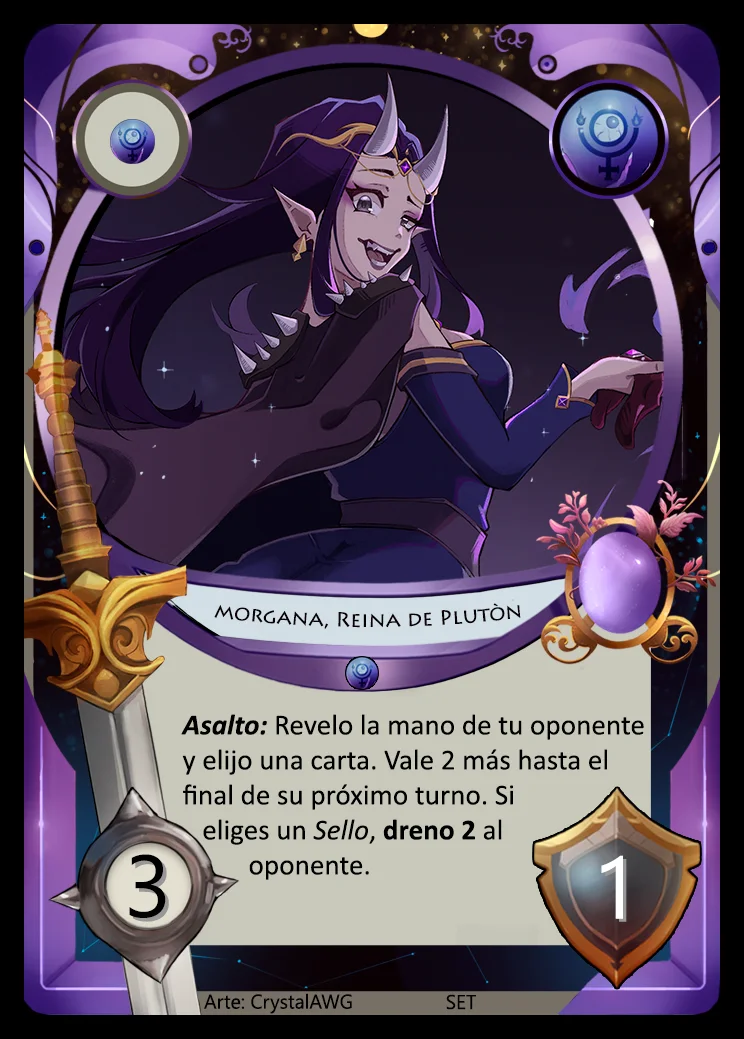 MORGANA, REINA DE PLUTÒN
Asalto: Revelo la mano de tu oponente
y elijo una carta. Vale 2 más hasta el
final de su próximo turno. Si
eliges un Sello, dreno 2 al
oponente.
3
1
Arte: CrystalAWG SET